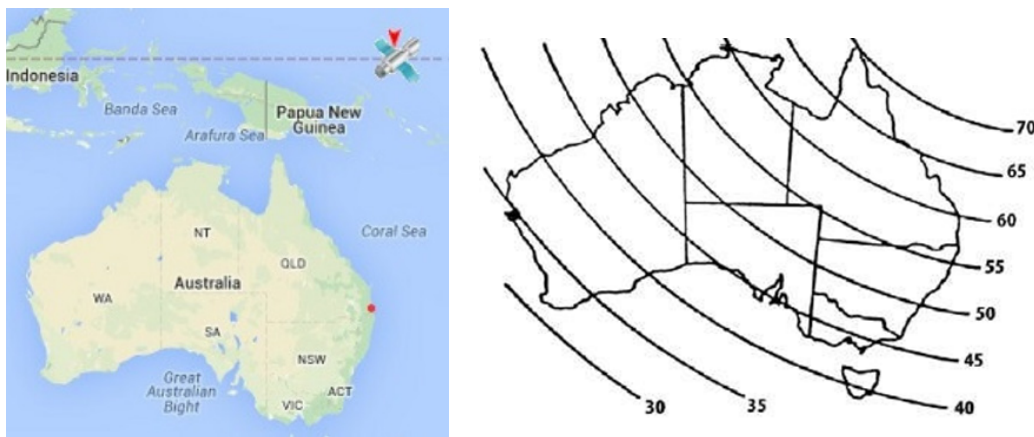 Indonesia
Banda Sea
Papua New
Guinea
Arafura Sea
Coral Sea
NT
QLD
Australia
WA
SA
NSW
Great
Australian
Bight
ACT
VIC
70
65
60
55
50
45
40
35
30